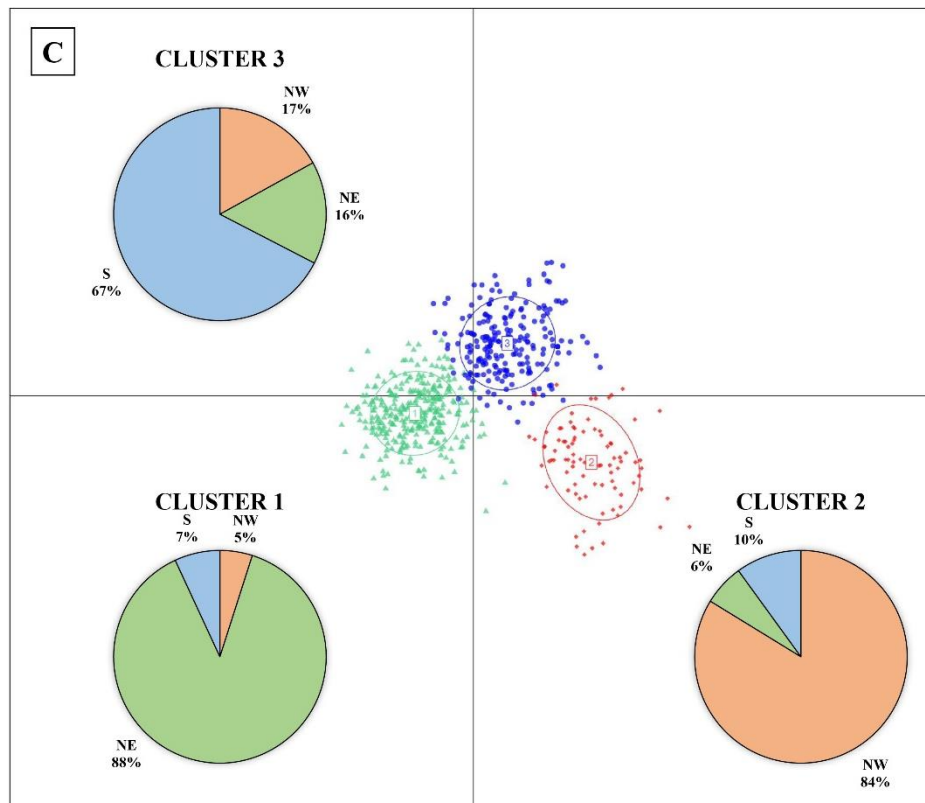 C
CLUSTER 3
NW
17%
NE
16%
S
67%
3
1
2
CLUSTER 1
S
7%
NW
5%
NE
88%
CLUSTER 2
S
10%
NE
6%
NW
84%